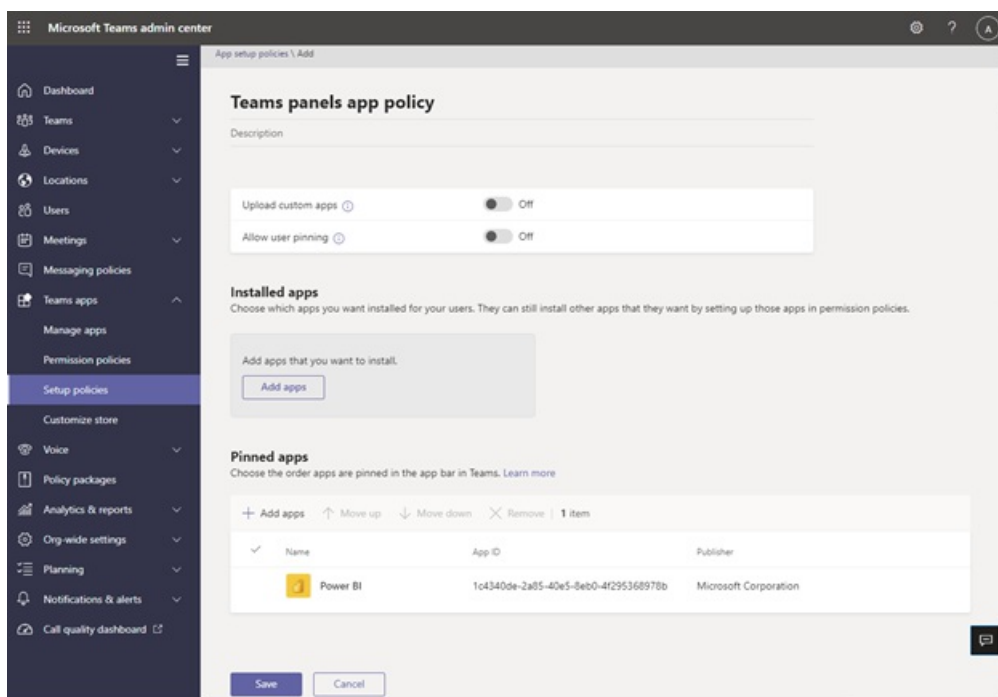 Microsoft Teams admin center
?
A
App setup policies \ Add
Dashboard
Teams
Devices
Locations
Users
Meetings
Messaging policies
Teams apps
Manage apps
Permission policies
Setup policies
Customize store
Voice
Policy packages
Analytics & reports
Org-wide settings
Planning
Notifications & alerts
Call quality dashboard
Teams panels app policy
Description
Upload custom apps Off
Allow user pinning Off
Installed apps
Choose which apps you want installed for your users. They can still install other apps that they want by setting up those apps in permission policies.
Add apps that you want to install.
Add apps
Pinned apps
Choose the order apps are pinned in the app bar in Teams. Learn more
Add apps Move up Move down Remove | 1 item
Name App ID Publisher
Power BI 1c4340de-2a85-40e5-8eb0-4f295368978b Microsoft Corporation
Save Cancel